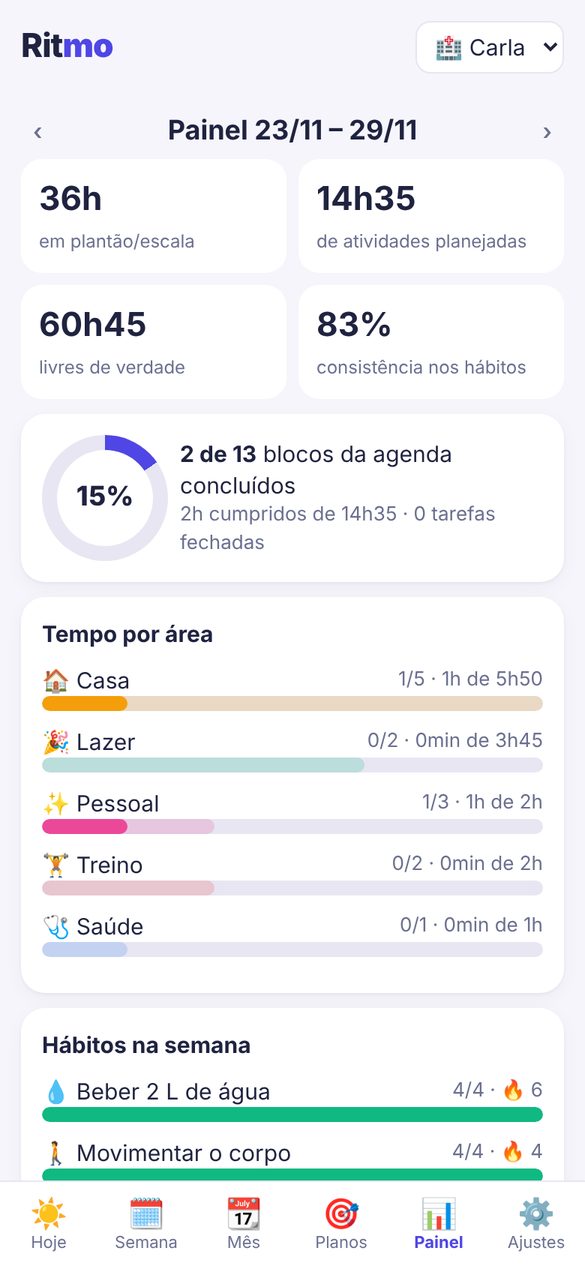 Ritmo
🏥 Carla
‹ Painel 23/11 – 29/11 ›
36h
em plantão/escala
14h35
de atividades planejadas
60h45
livres de verdade
83%
consistência nos hábitos
15%
2 de 13 blocos da agenda
concluídos
2h cumpridos de 14h35 · 0 tarefas
fechadas
Tempo por área
🏠 Casa 1/5 · 1h de 5h50
🎉 Lazer 0/2 · 0min de 3h45
✨ Pessoal 1/3 · 1h de 2h
🏋️ Treino 0/2 · 0min de 2h
🩺 Saúde 0/1 · 0min de 1h
Hábitos na semana
💧 Beber 2 L de água 4/4 · 🔥 6
🚶 Movimentar o corpo 4/4 · 🔥 4
July
17
Hoje Semana Mês Planos Painel Ajustes